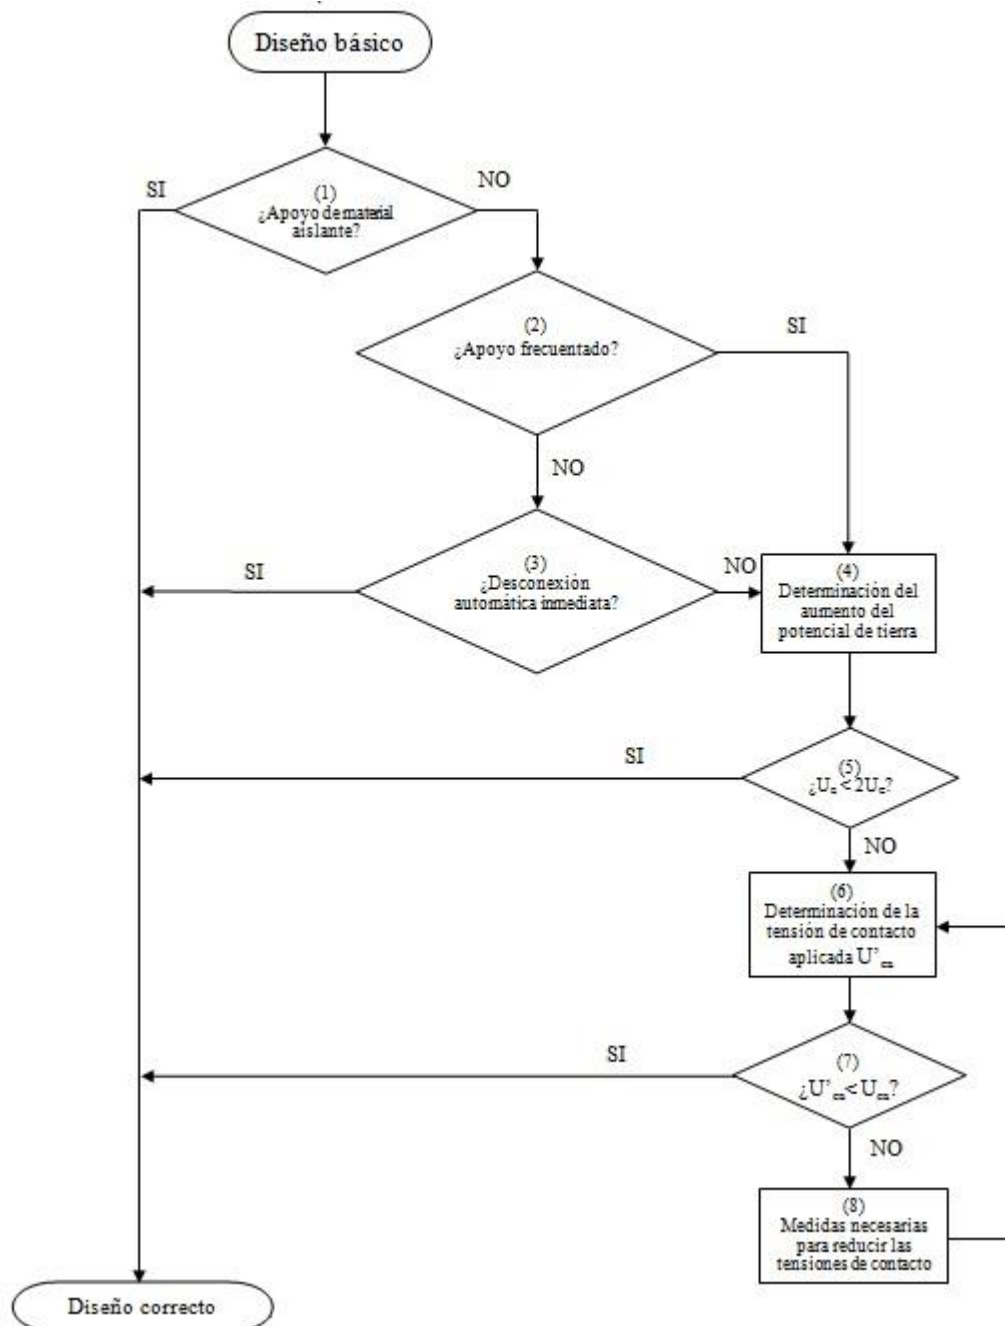 Diseño básico
SI
NO
(1)
¿Apoyo de material
aislante?
(2)
¿Apoyo frecuentado?
SI
NO
(3)
¿Desconexión
automática inmediata?
SI
NO
(4)
Determinación del
aumento del
potencial de tierra
(5)
SI
NO
(6)
Determinación de la
tensión de contacto
aplicada
(7)
SI
NO
(8)
Medidas necesarias
para reducir las
tensiones de contacto
Diseño correcto